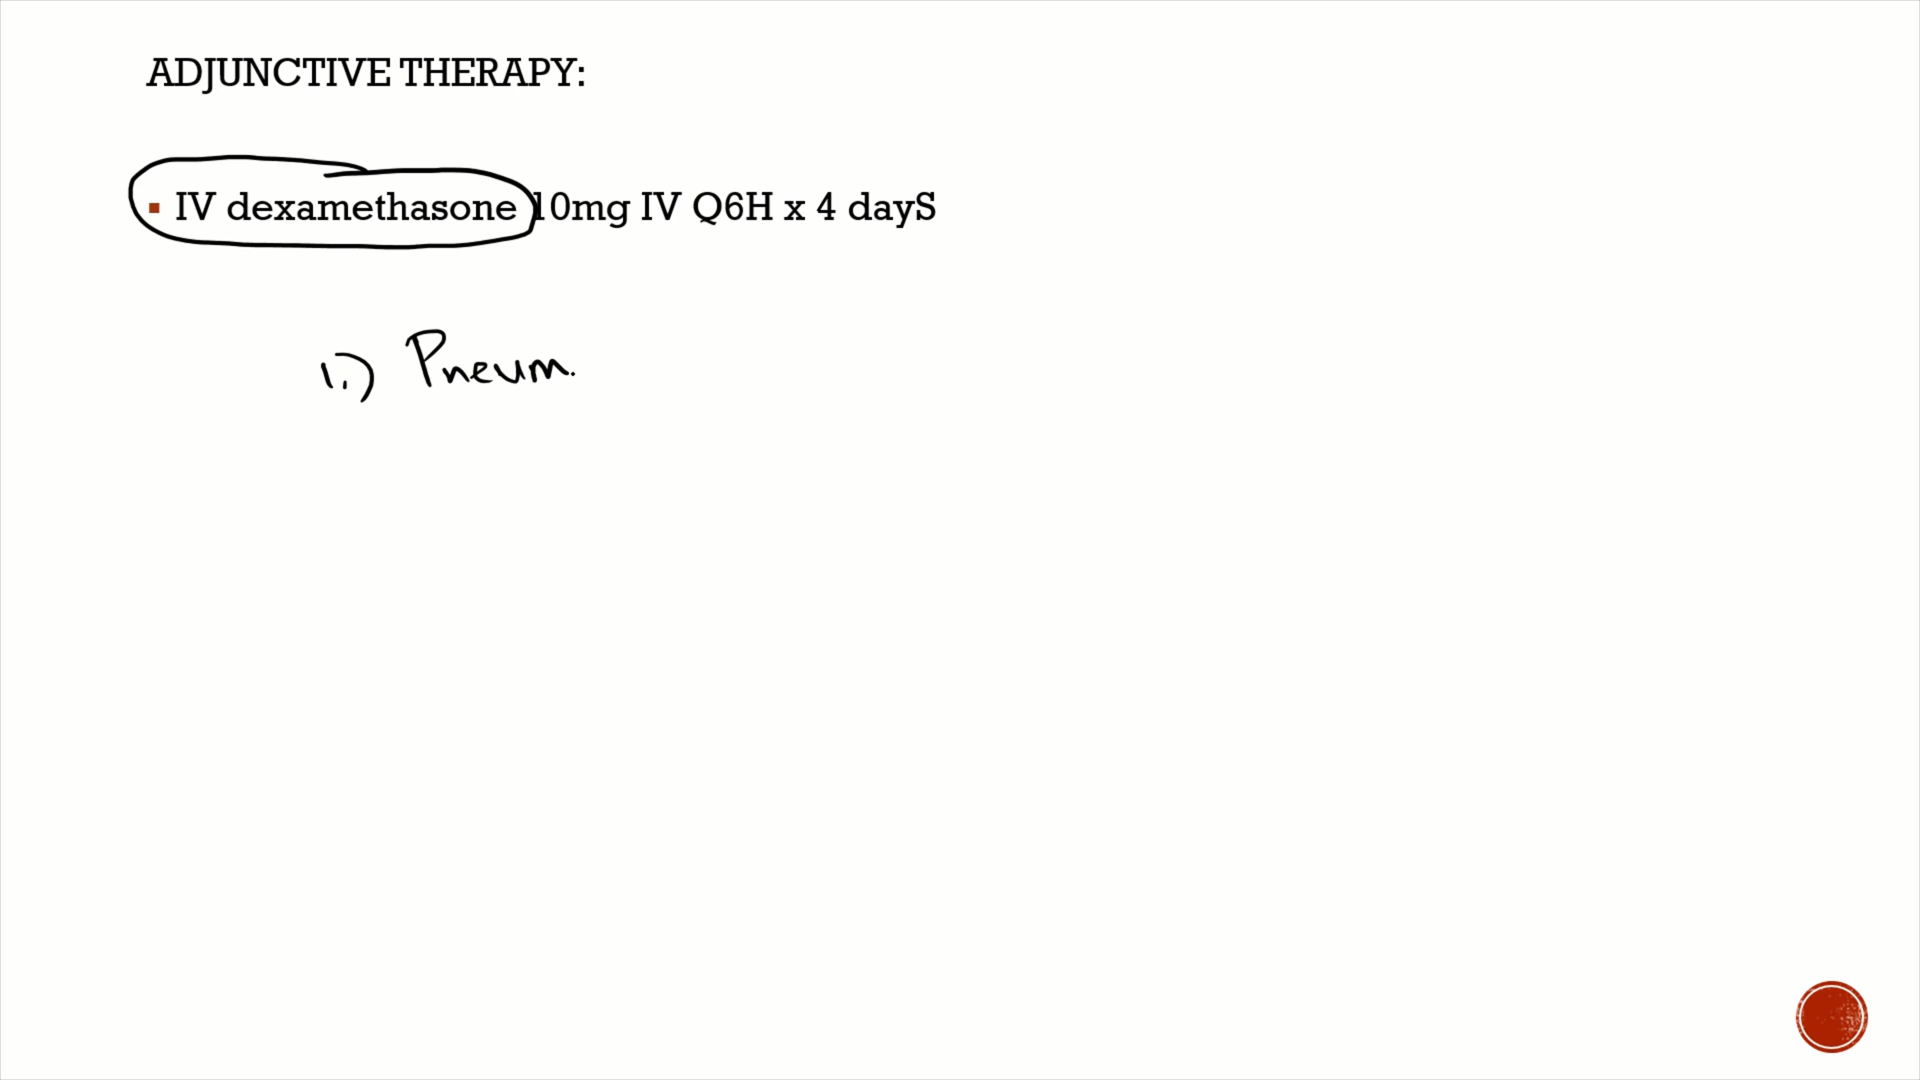 ADJUNCTIVE THERAPY:
▪ IV dexamethasone 10mg IV Q6H x 4 dayS
1.) Pneum.